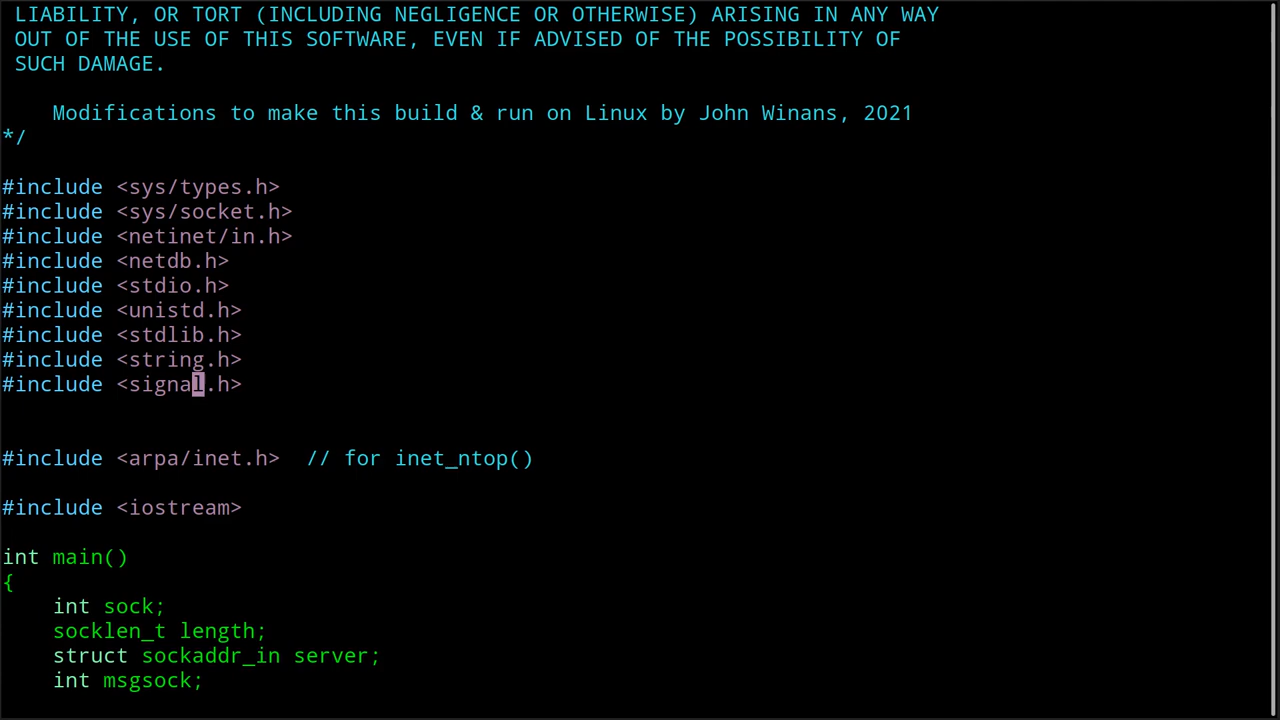 LIABILITY, OR TORT (INCLUDING NEGLIGENCE OR OTHERWISE) ARISING IN ANY WAY
OUT OF THE USE OF THIS SOFTWARE, EVEN IF ADVISED OF THE POSSIBILITY OF
SUCH DAMAGE.
Modifications to make this build & run on Linux by John Winans, 2021
*/
#include <sys/types.h>
#include <sys/socket.h>
#include <netinet/in.h>
#include <netdb.h>
#include <stdio.h>
#include <unistd.h>
#include <stdlib.h>
#include <string.h>
#include <signal.h>
#include <arpa/inet.h>  // for inet_ntop()
#include <iostream>
int main()
{
    int sock;
    socklen_t length;
    struct sockaddr_in server;
    int msgsock;